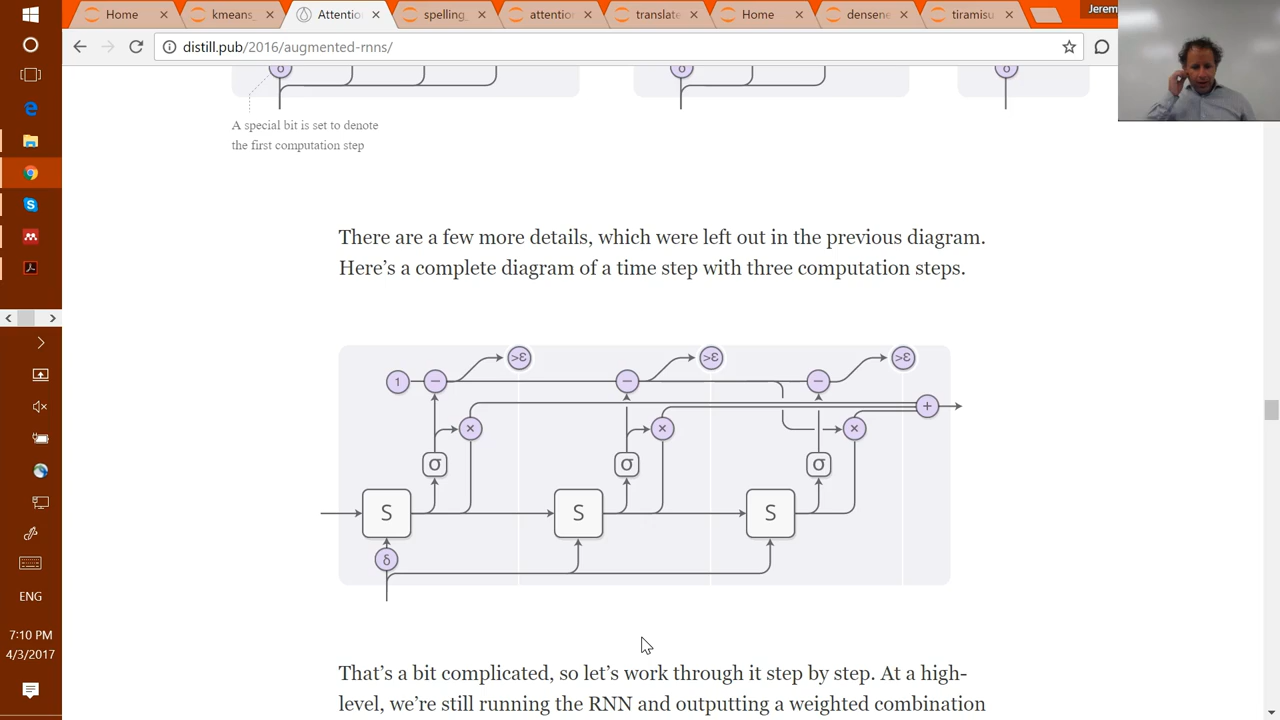 Home
kmeans_
Attentio
spelling_
attention
translate
Home
densene
tiramisu
Jerem
distill.pub/2016/augmented-rnns/
δ
δ
δ
A special bit is set to denote
the first computation step
There are a few more details, which were left out in the previous diagram.
Here's a complete diagram of a time step with three computation steps.
>ε >ε >ε
1 − − −
+
× × ×
σ σ σ
S S S
δ
That's a bit complicated, so let's work through it step by step. At a high-
level, we're still running the RNN and outputting a weighted combination
ENG
7:10 PM
4/3/2017